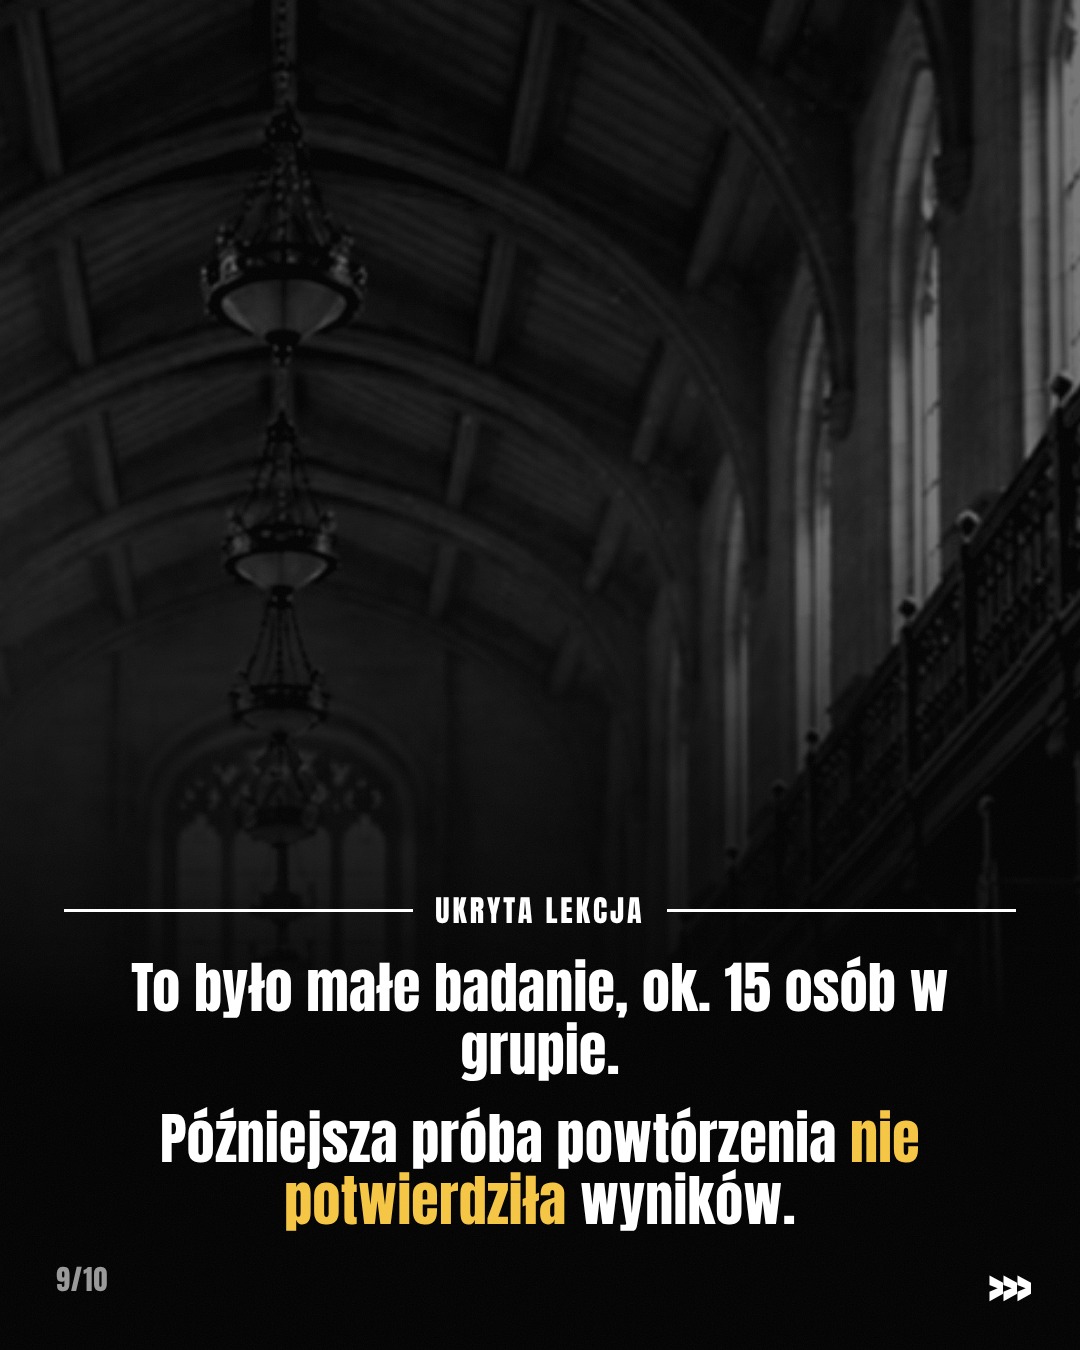 UKRYTA LEKCJA
To było małe badanie, ok. 15 osób w
grupie.
Późniejsza próba powtórzenia nie
potwierdziła wyników.
9/10
>>>